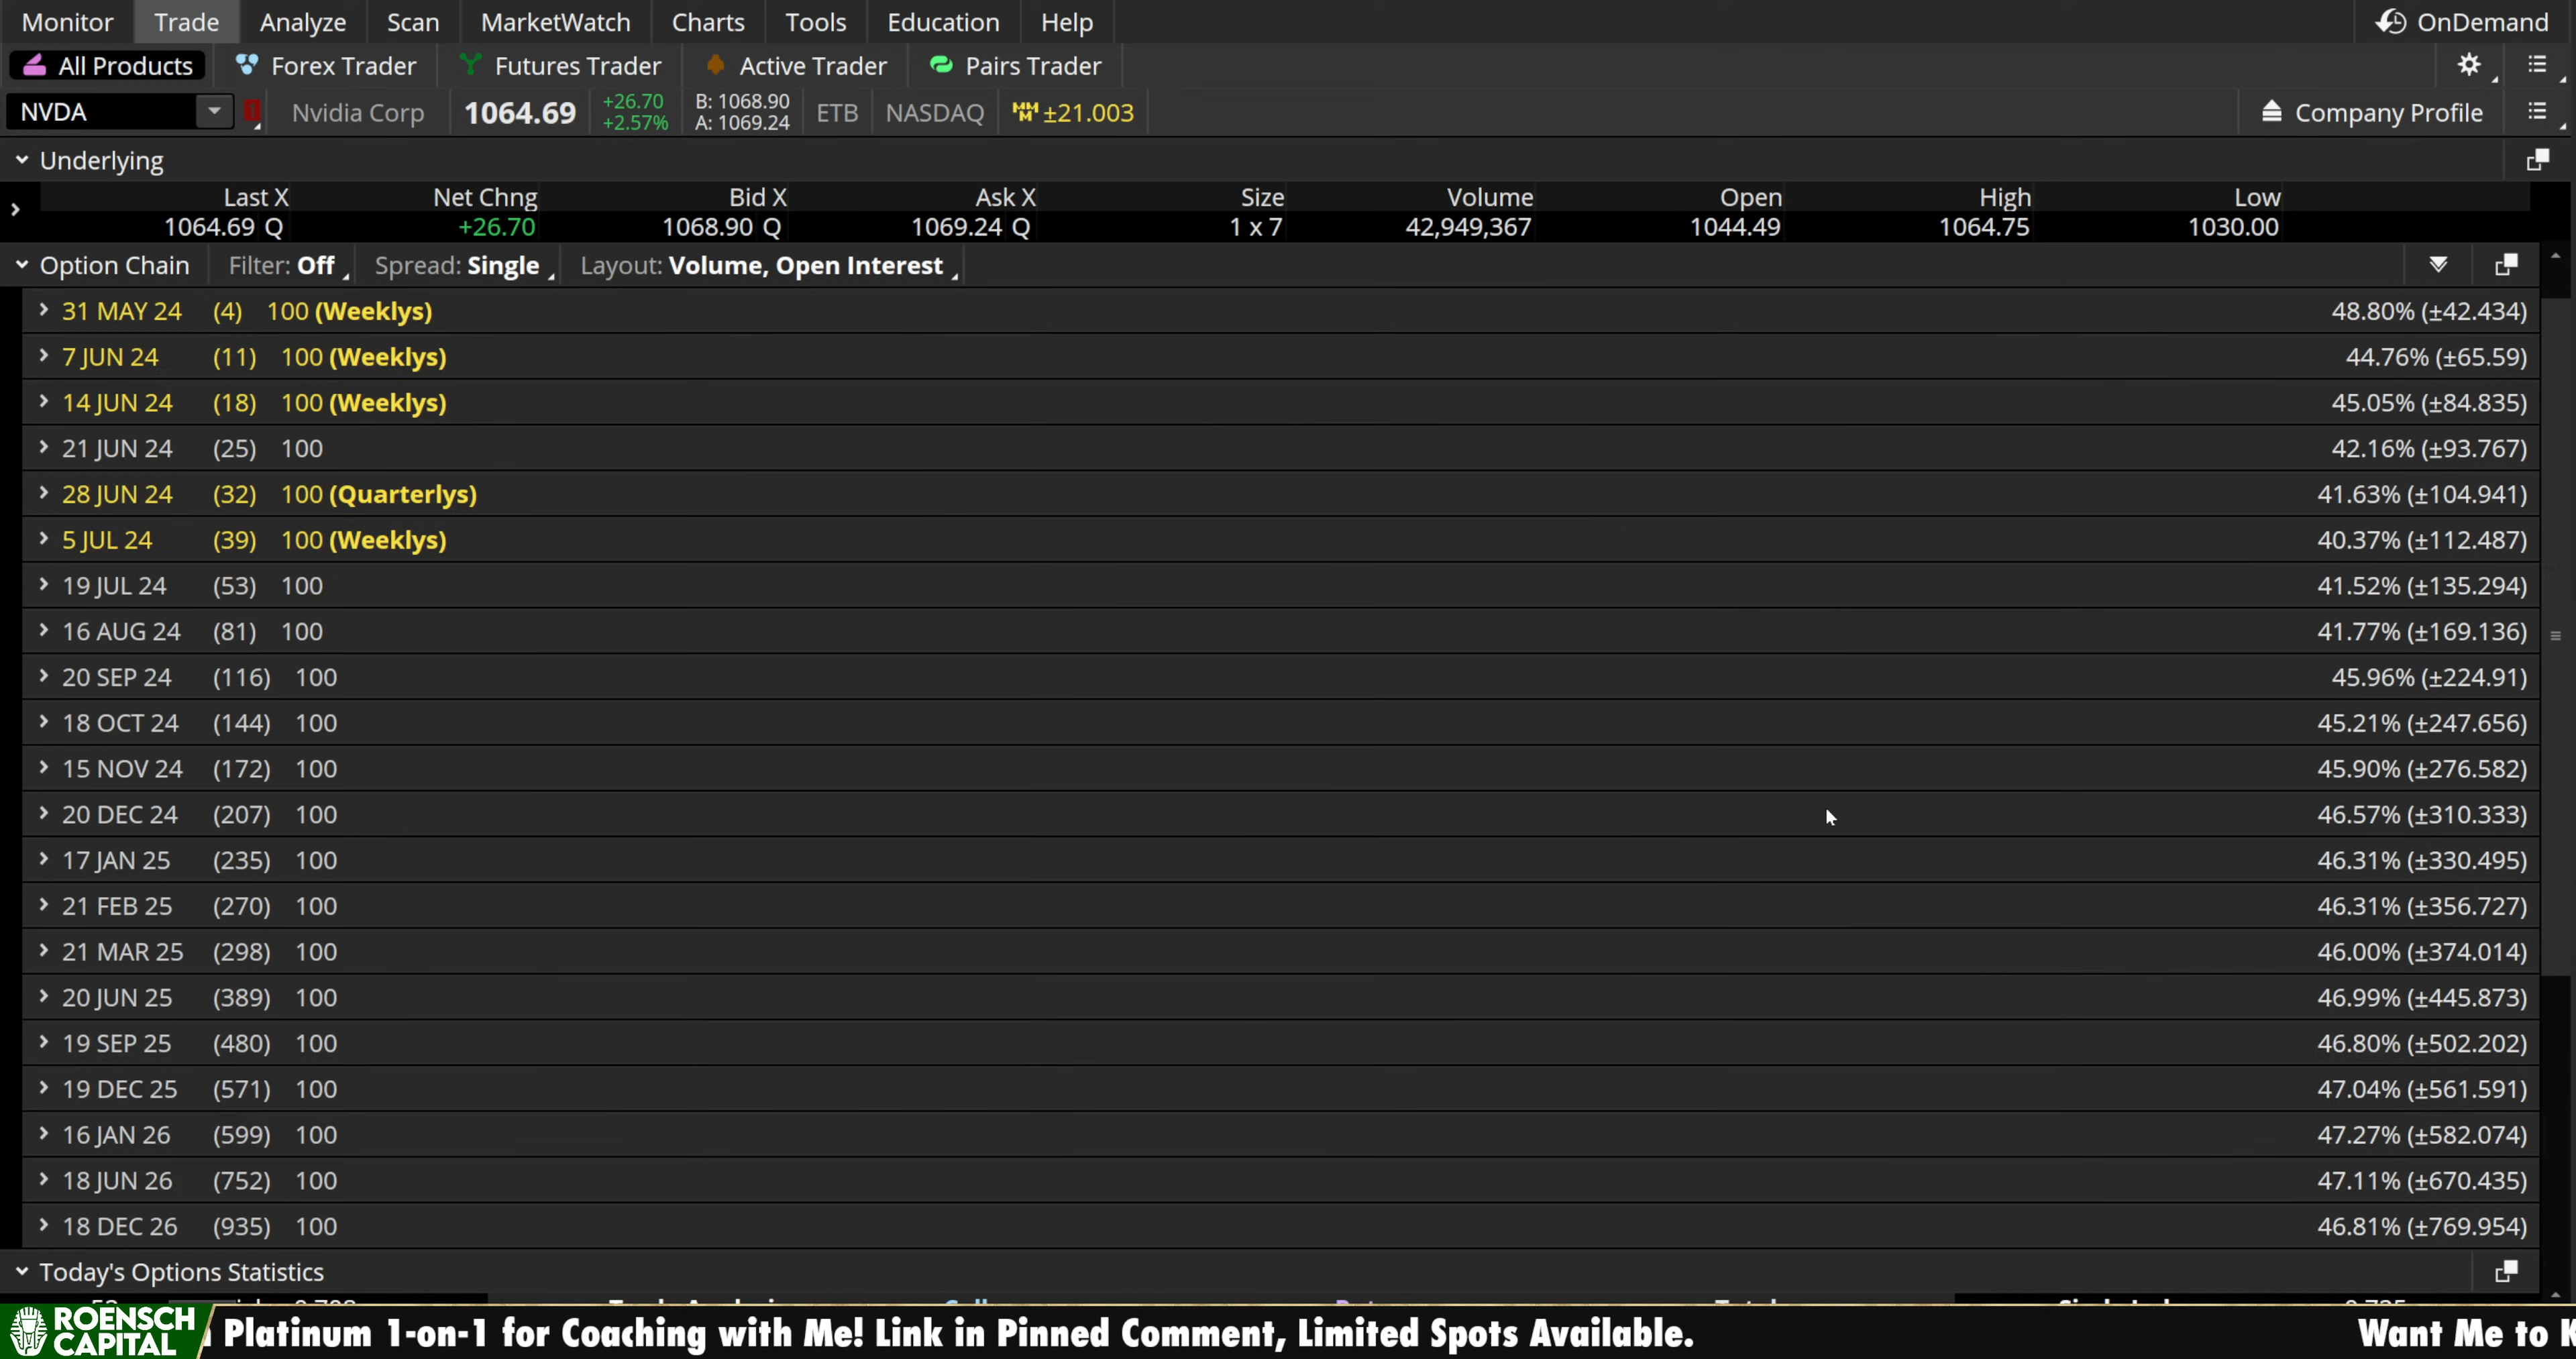 Monitor Trade Analyze Scan MarketWatch Charts Tools Education Help OnDemand
All Products Forex Trader Futures Trader Active Trader Pairs Trader
NVDA Nvidia Corp 1064.69 +26.70 +2.57% B: 1068.90 A: 1069.24 ETB NASDAQ ±21.003 Company Profile
Underlying
Last X Net Chng Bid X Ask X Size Volume Open High Low
1064.69 Q +26.70 1068.90 Q 1069.24 Q 1 x 7 42,949,367 1044.49 1064.75 1030.00
Option Chain Filter: Off Spread: Single Layout: Volume, Open Interest
31 MAY 24 (4) 100 (Weeklys) 48.80% (±42.434)
7 JUN 24 (11) 100 (Weeklys) 44.76% (±65.59)
14 JUN 24 (18) 100 (Weeklys) 45.05% (±84.835)
21 JUN 24 (25) 100 42.16% (±93.767)
28 JUN 24 (32) 100 (Quarterlys) 41.63% (±104.941)
5 JUL 24 (39) 100 (Weeklys) 40.37% (±112.487)
19 JUL 24 (53) 100 41.52% (±135.294)
16 AUG 24 (81) 100 41.77% (±169.136)
20 SEP 24 (116) 100 45.96% (±224.91)
18 OCT 24 (144) 100 45.21% (±247.656)
15 NOV 24 (172) 100 45.90% (±276.582)
20 DEC 24 (207) 100 46.57% (±310.333)
17 JAN 25 (235) 100 46.31% (±330.495)
21 FEB 25 (270) 100 46.31% (±356.727)
21 MAR 25 (298) 100 46.00% (±374.014)
20 JUN 25 (389) 100 46.99% (±445.873)
19 SEP 25 (480) 100 46.80% (±502.202)
19 DEC 25 (571) 100 47.04% (±561.591)
16 JAN 26 (599) 100 47.27% (±582.074)
18 JUN 26 (752) 100 47.11% (±670.435)
18 DEC 26 (935) 100 46.81% (±769.954)
Today's Options Statistics
ROENSCH CAPITAL Platinum 1-on-1 for Coaching with Me! Link in Pinned Comment, Limited Spots Available. Want Me to